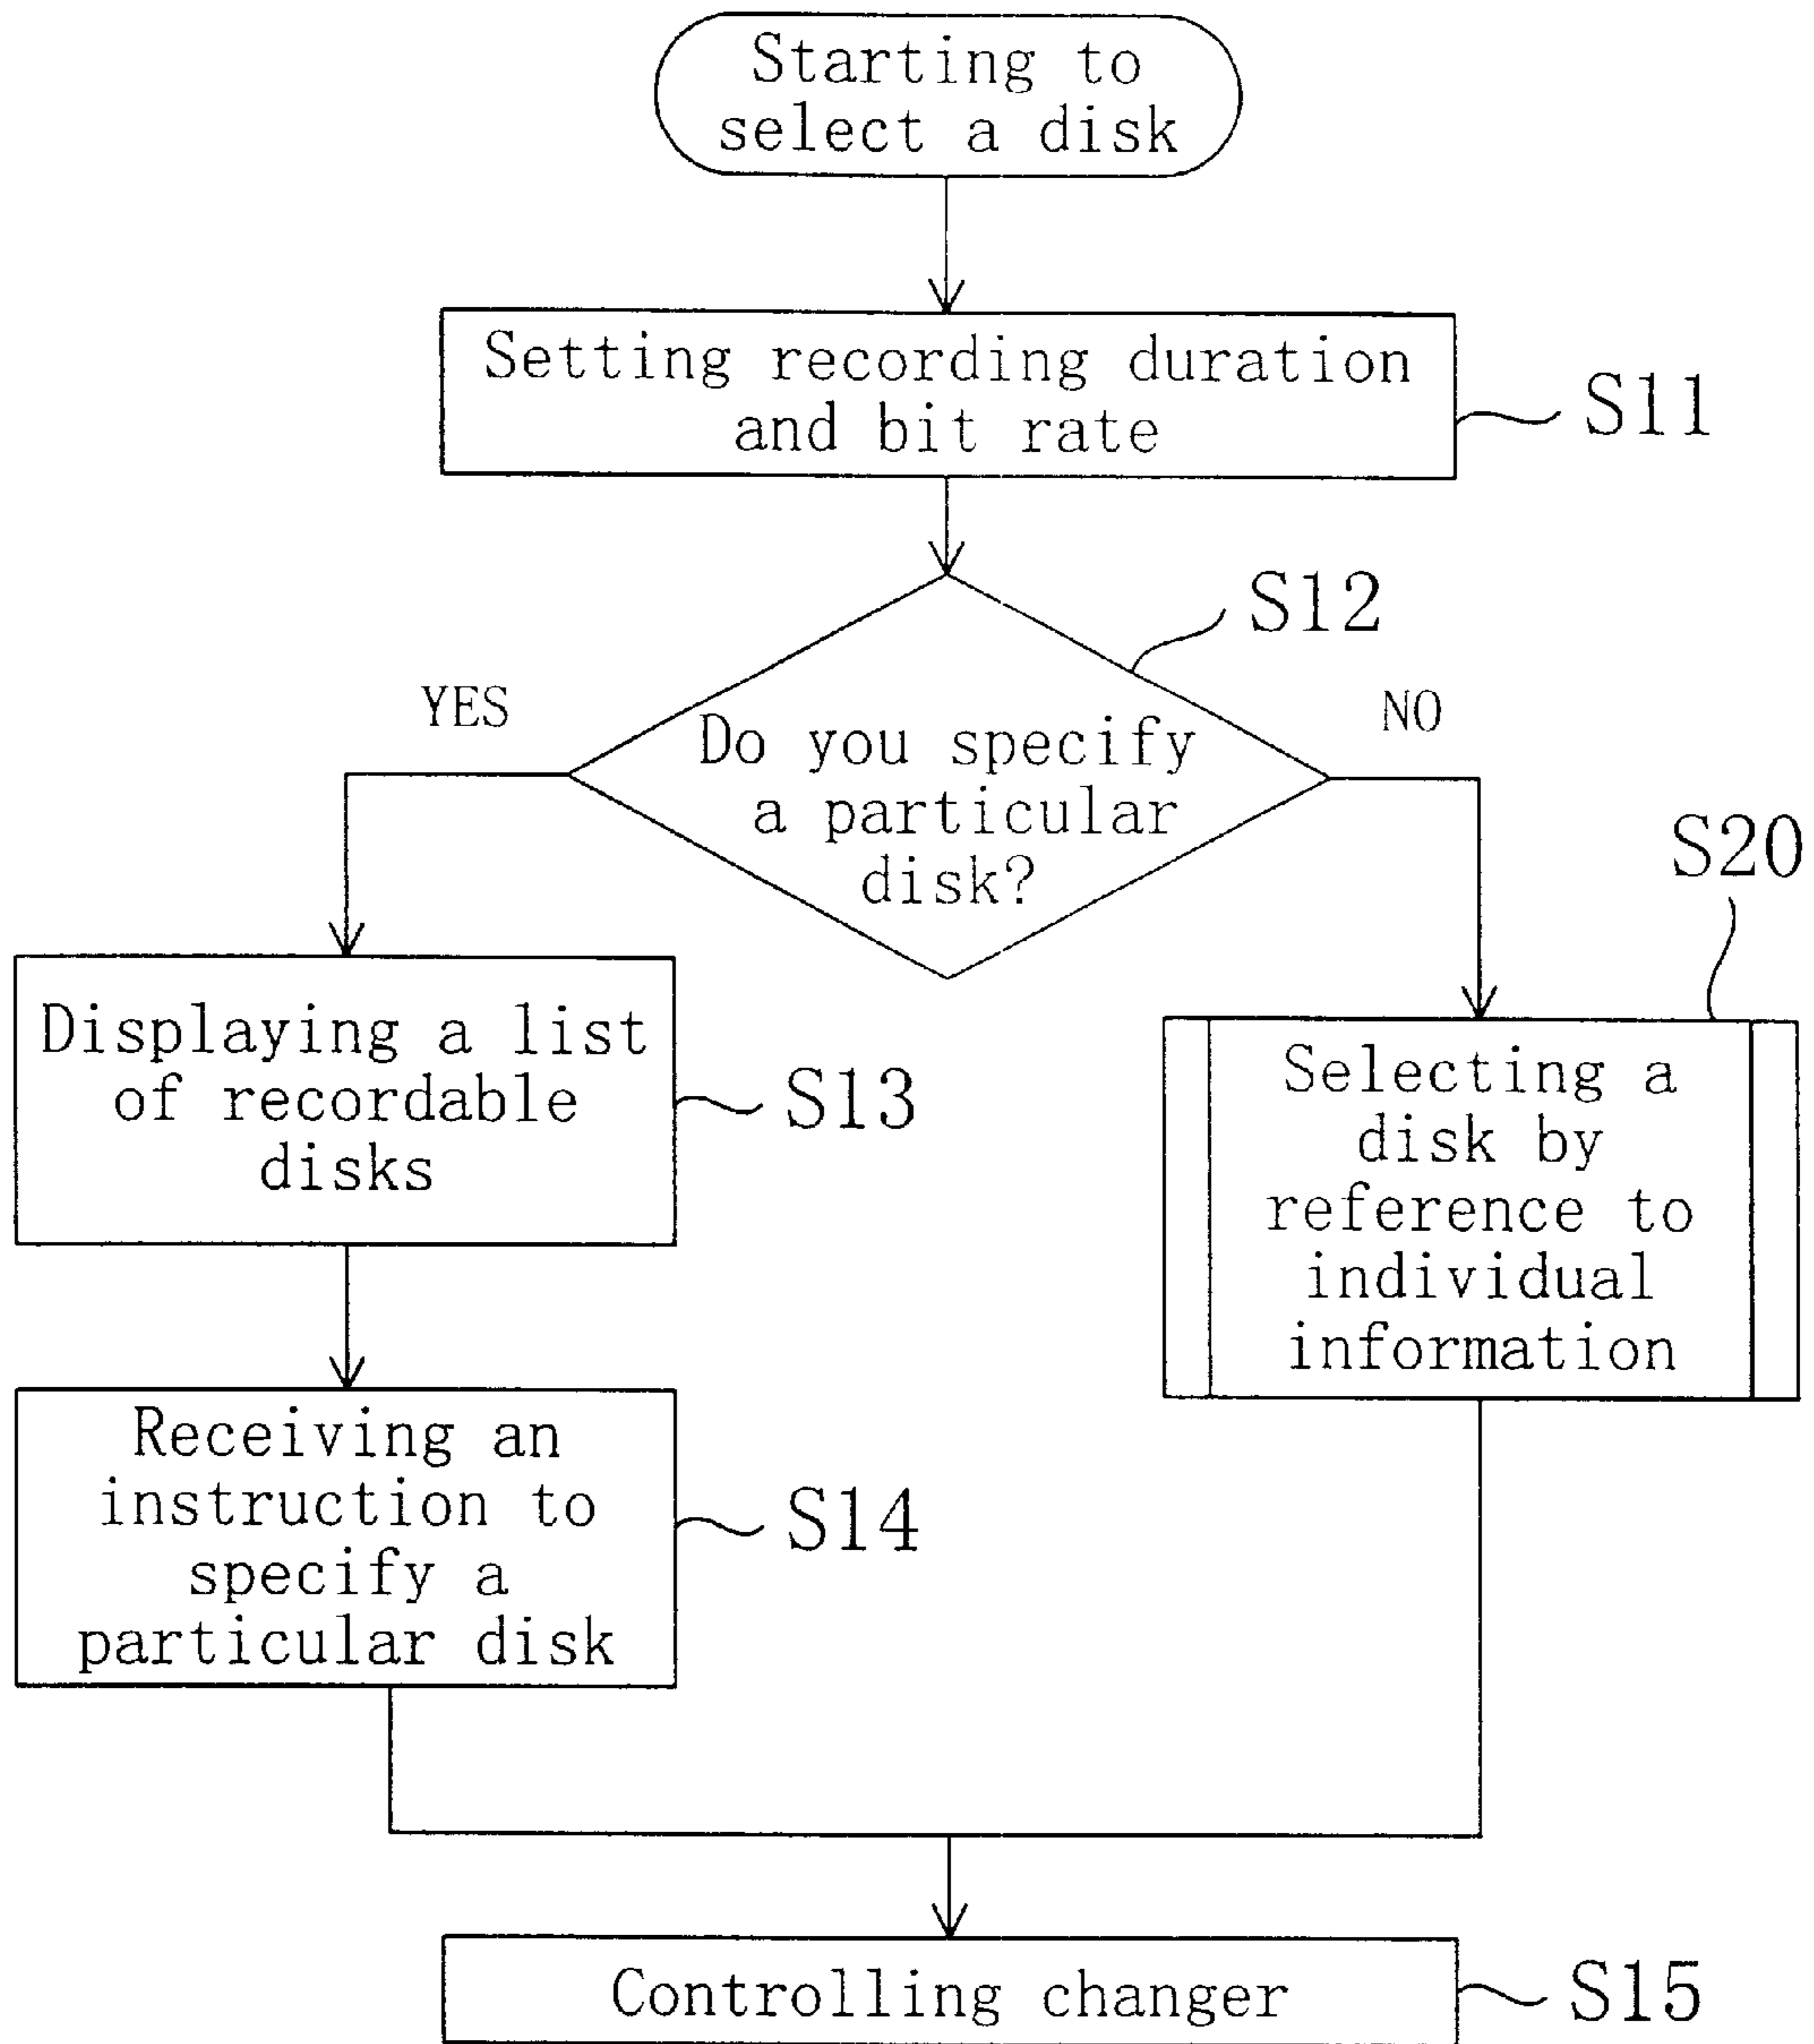 Starting to
select a disk
Setting recording duration
and bit rate
S11
S12
YES
NO
Do you specify
a particular
disk?
S20
Displaying a list
of recordable
disks
S13
Selecting a
disk by
reference to
individual
information
Receiving an
instruction to
specify a
particular disk
S14
Controlling changer
S15